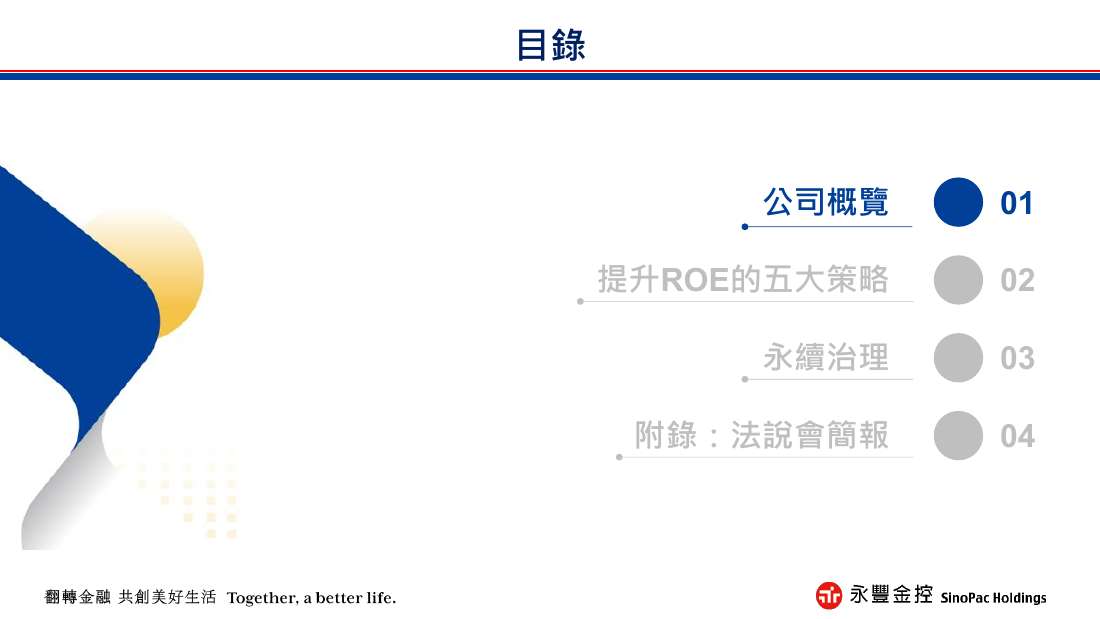 目錄
公司概覽 01
提升ROE的五大策略 02
永續治理 03
附錄：法說會簡報 04
翻轉金融 共創美好生活 Together, a better life.
永豐金控 SinoPac Holdings